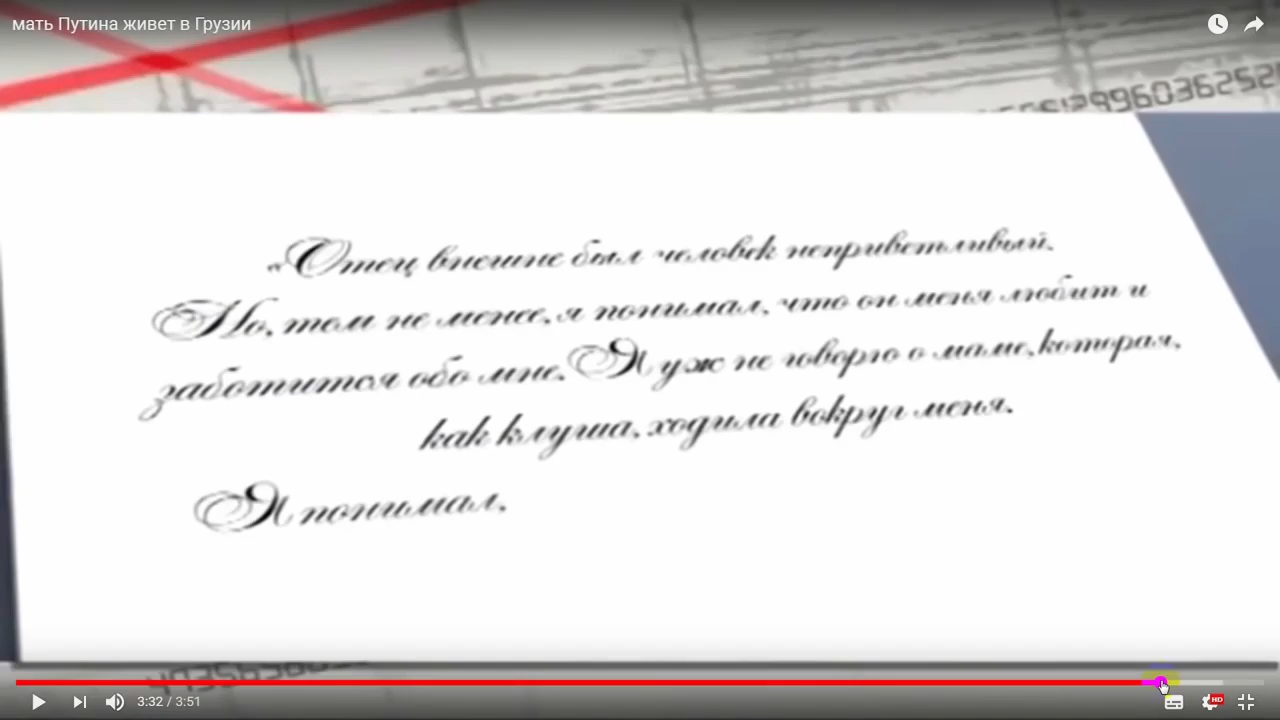 мать Путина живет в Грузии
«Отец внешне был человек неприветливый.
Но, тем не менее, я понимал, что он меня любит и
заботится обо мне. Я уж не говорю о маме, которая,
как клуша, ходила вокруг меня.
Я понимал,
3:32 / 3:51
HD